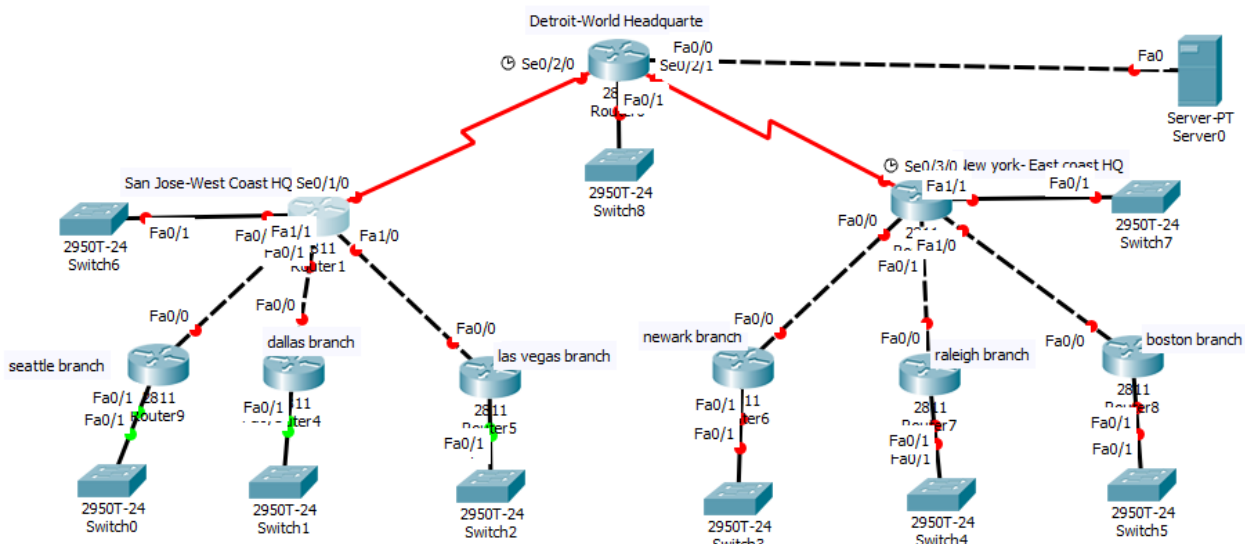 Detroit-World Headquarte
Fa0/0
Se0/2/0
Se0/2/1
Fa0
Fa0/1
Server-PT
Server0
2950T-24
Switch8
San Jose-West Coast HQ Se0/1/0
Se0/3/0
New york- East coast HQ
Fa1/1
Fa0/1
2950T-24
Switch7
Fa0/1
Fa1/1
Fa0/1
Fa1/0
2950T-24
Switch6
Router1
Fa0/0
Fa1/0
Fa0/1
Fa0/0
Fa0/0
Fa0/0
Fa0/0
Fa0/0
Fa0/0
seattle branch
dallas branch
las vegas branch
newark branch
raleigh branch
boston branch
2811
Router9
2811
Router5
2811
Router7
2811
Router8
Fa0/1
Fa0/1
Fa0/1
Fa0/1
Fa0/1
Fa0/1
Fa0/1
Fa0/1
Fa0/1
Fa0/1
Fa0/1
2950T-24
Switch0
2950T-24
Switch1
2950T-24
Switch2
2950T-24
Switch3
2950T-24
Switch4
2950T-24
Switch5